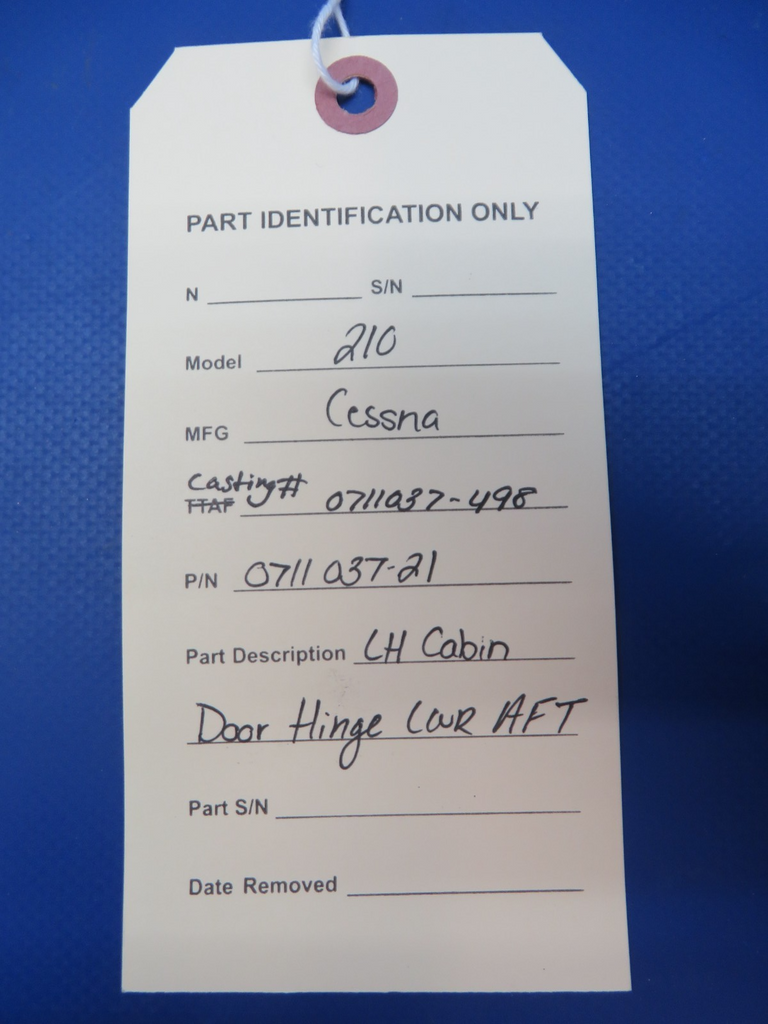 PART IDENTIFICATION ONLY
N S/N
Model 210
MFG Cessna
Casting#
TTAF 0711037-498
P/N 0711037-21
Part Description LH Cabin
Door Hinge LWR AFT
Part S/N
Date Removed